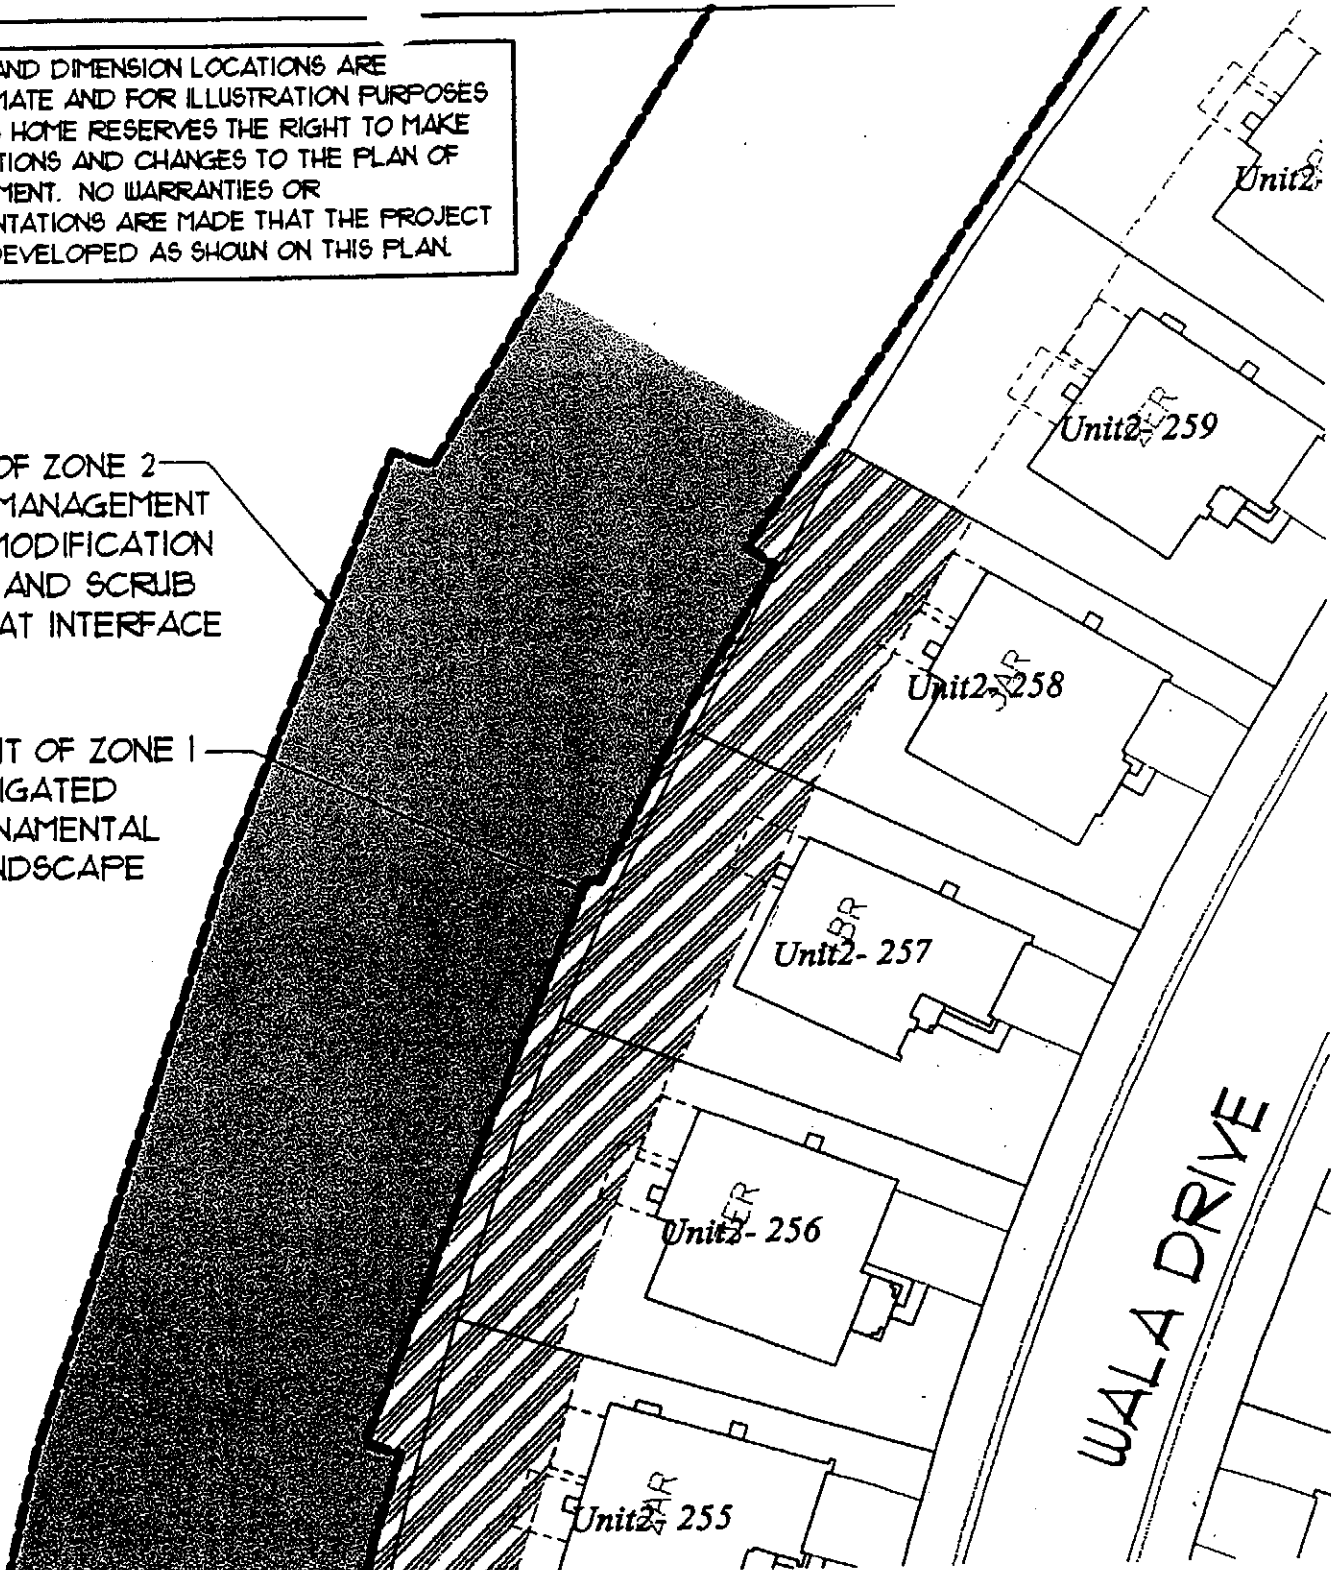 AND DIMENSION LOCATIONS ARE
MATE AND FOR ILLUSTRATION PURPOSES
HOME RESERVES THE RIGHT TO MAKE
TIONS AND CHANGES TO THE PLAN OF
MENT. NO WARRANTIES OR
NTATIONS ARE MADE THAT THE PROJECT
DEVELOPED AS SHOWN ON THIS PLAN.
OF ZONE 2
MANAGEMENT
MODIFICATION
AND SCRUB
AT INTERFACE
T OF ZONE 1
IGATED
NAMENTAL
NDSCAPE
Unit2-
Unit2- 259
Unit2- 258
Unit2- 257
BR
Unit2- 256
Unit2- 255
WALA DRIVE